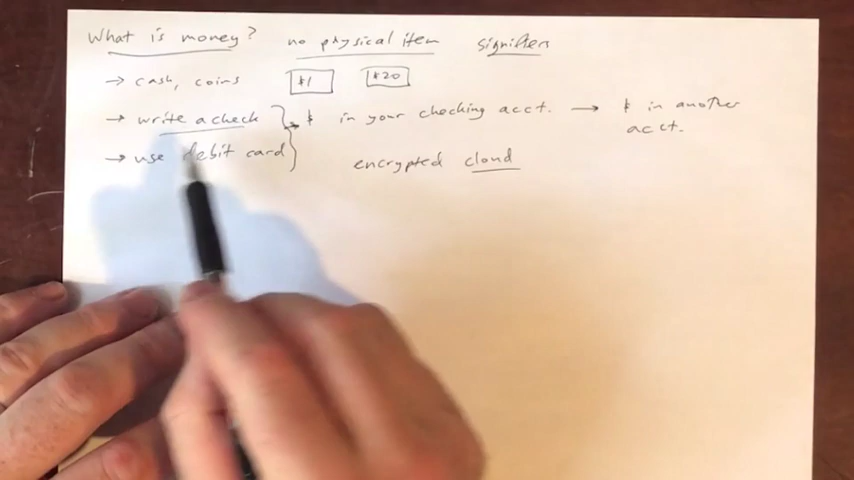 What is money? no physical item signifiers
→ cash, coins $1 $20
→ write a check } → $ in your checking acct. → $ in another acct.
→ use debit card encrypted cloud